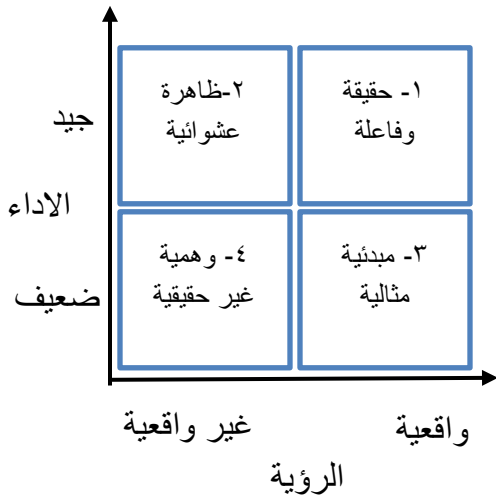 ١- حقيقة
وفاعلة
٢-ظاهرة
عشوائية
جيد
الاداء
٣- مبدئية
مثالية
٤- وهمية
غير حقيقية
ضعيف
واقعية
غير واقعية
الرؤية